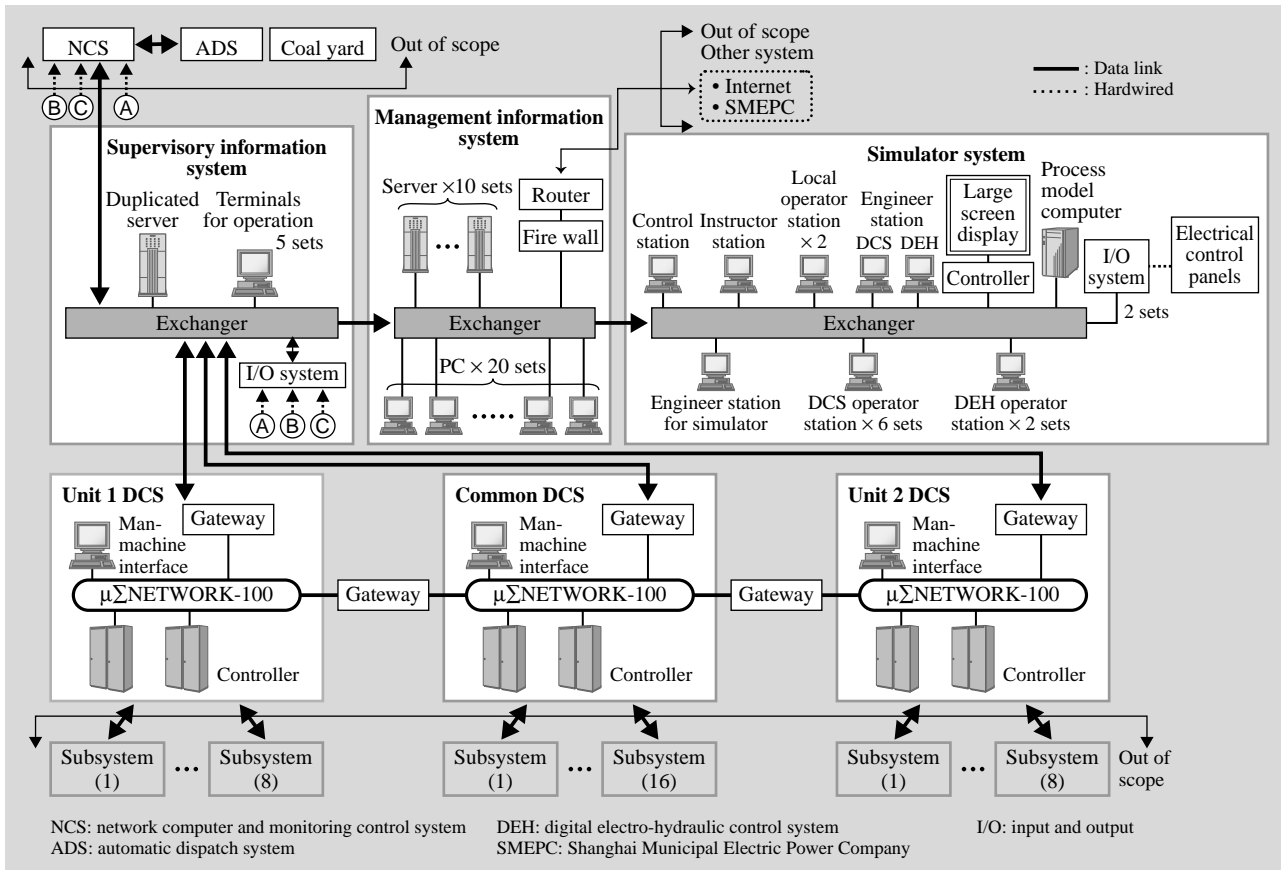 NCS
ADS
Coal yard
Out of scope
B
C
A
Out of scope
Other system
• Internet
• SMEPC
: Data link
: Hardwired
Supervisory information
system
Duplicated
server
Terminals
for operation
5 sets
Exchanger
I/O system
A
B
C
Management information
system
Server ×10 sets
Router
Fire wall
Exchanger
PC × 20 sets
Simulator system
Control
station
Instructor
station
Local
operator
station
× 2
Engineer
station
DCS
DEH
Large
screen
display
Controller
Process
model
computer
I/O
system
2 sets
Electrical
control
panels
Exchanger
Engineer station
for simulator
DCS operator
station × 6 sets
DEH operator
station × 2 sets
Unit 1 DCS
Man-
machine
interface
Gateway
µΣNETWORK-100
Controller
Gateway
Common DCS
Man-
machine
interface
Gateway
µΣNETWORK-100
Controller
Gateway
Unit 2 DCS
Man-
machine
interface
Gateway
µΣNETWORK-100
Controller
Subsystem
(1)
Subsystem
(8)
Subsystem
(1)
Subsystem
(16)
Subsystem
(1)
Subsystem
(8)
Out of
scope
NCS: network computer and monitoring control system
DEH: digital electro-hydraulic control system
I/O: input and output
ADS: automatic dispatch system
SMEPC: Shanghai Municipal Electric Power Company